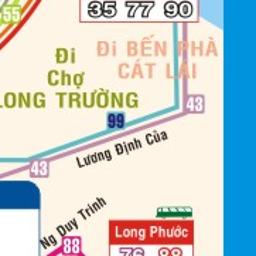 55
35 77 90
Đi BẾN PHÀ
CÁT LÁI
Đi
Chợ
LONG TRƯỜNG
99
43
Lương Định Của
43
Ng Duy Trinh
88
Long Phước
76 88